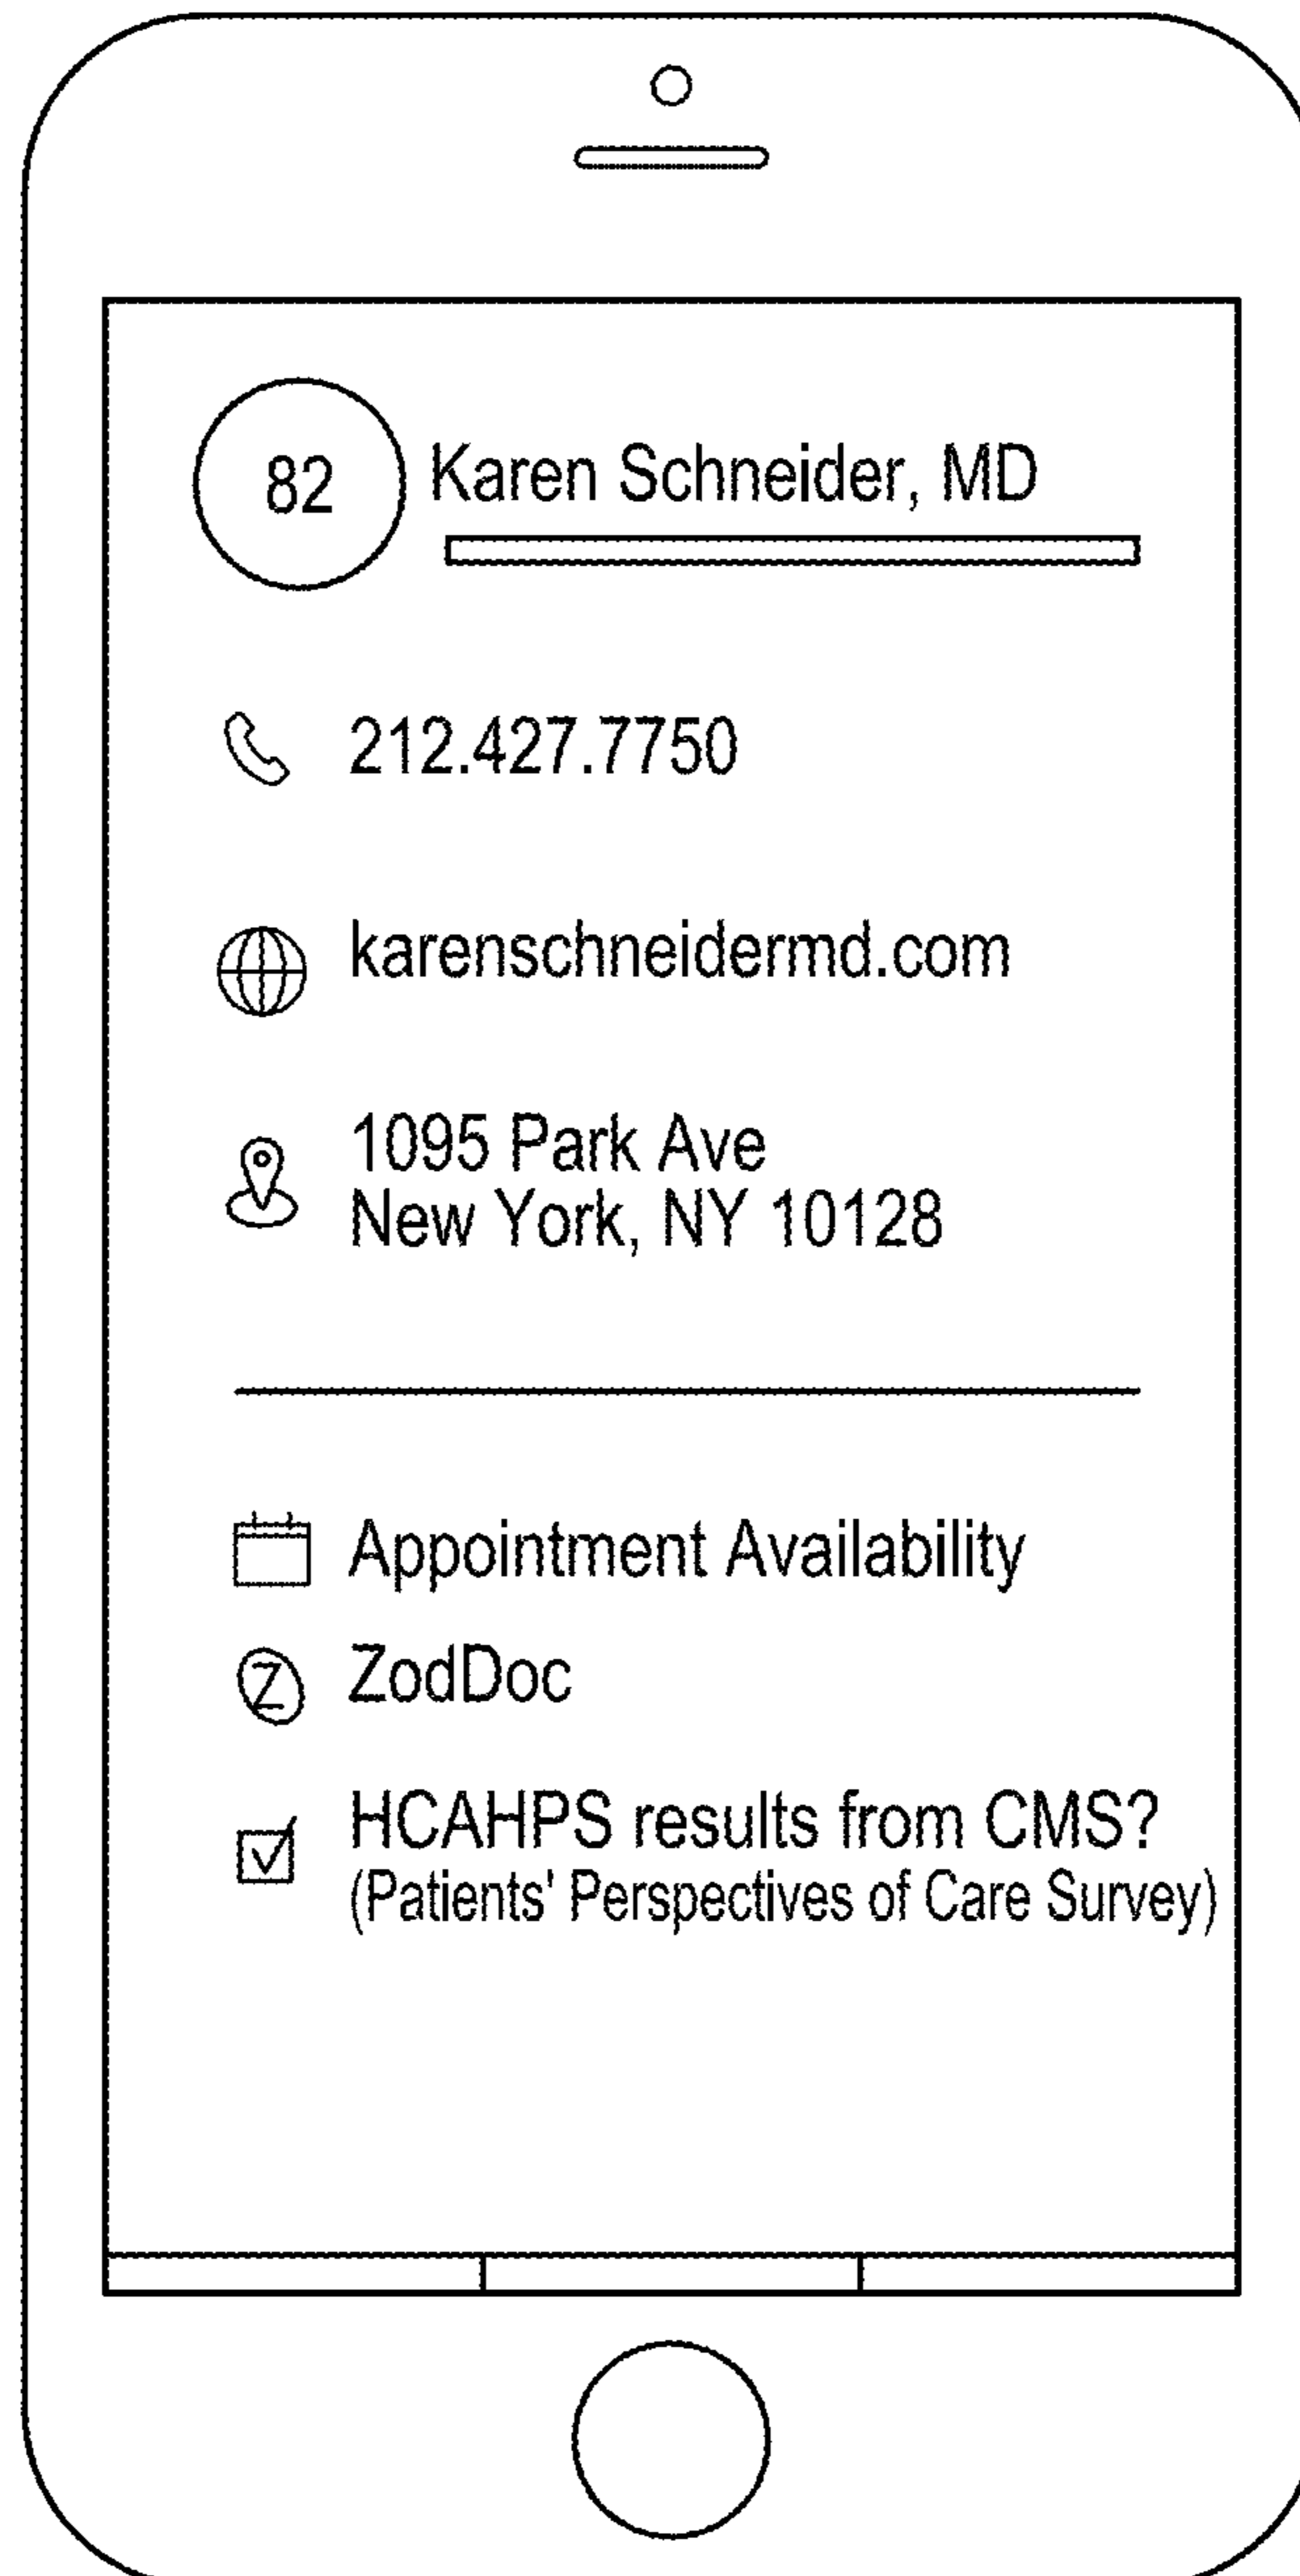 82
Karen Schneider, MD
212.427.7750
karenschneidermd.com
1095 Park Ave
New York, NY 10128
Appointment Availability
Z
ZodDoc
HCAHPS results from CMS?
(Patients' Perspectives of Care Survey)